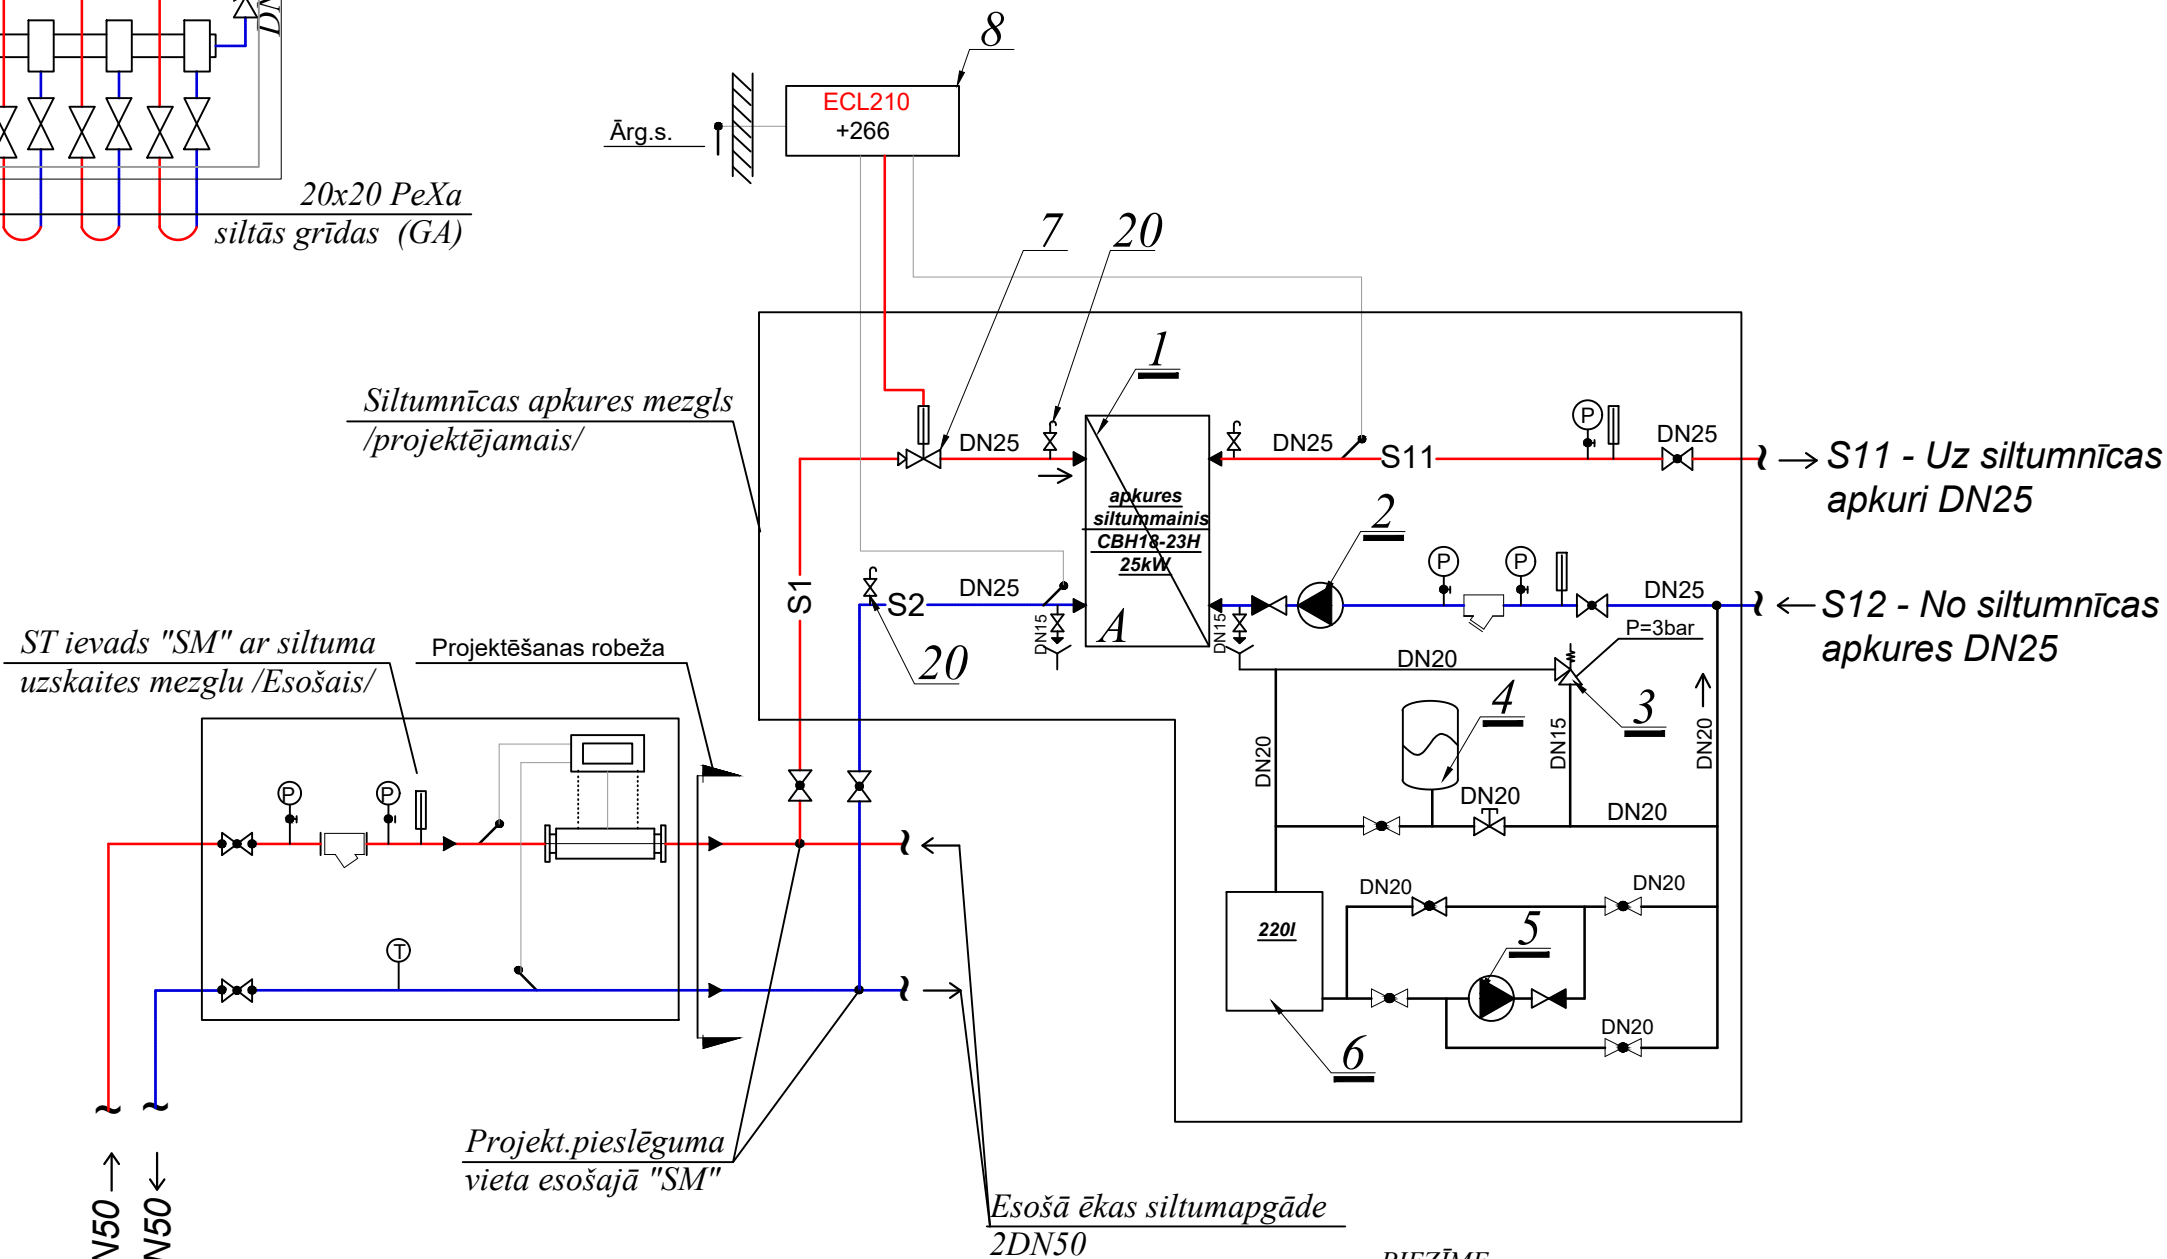 DN
8
ECL210
+266
Ārg.s.
20x20 PeXa
siltās grīdas (GA)
7
20
1
Siltumnīcas apkures mezgls
/projektējamais/
DN25
DN25
S11
P
DN25
S11 - Uz siltumnīcas
apkuri DN25
apkures
siltummainis
CBH18-23H
25kW
A
2
S1
S2
DN25
DN15
DN15
P
P
DN25
S12 - No siltumnīcas
apkures DN25
P=3bar
20
ST ievads "SM" ar siltuma
uzskaites mezglu /Esošais/
Projektēšanas robeža
DN20
4
3
DN20
DN15
DN20
DN20
DN20
P
P
DN20
DN20
220l
5
T
DN20
6
Projekt.pieslēguma
vieta esošajā "SM"
Esošā ēkas siltumapgāde
2DN50
N50
N50
PIEZĪME